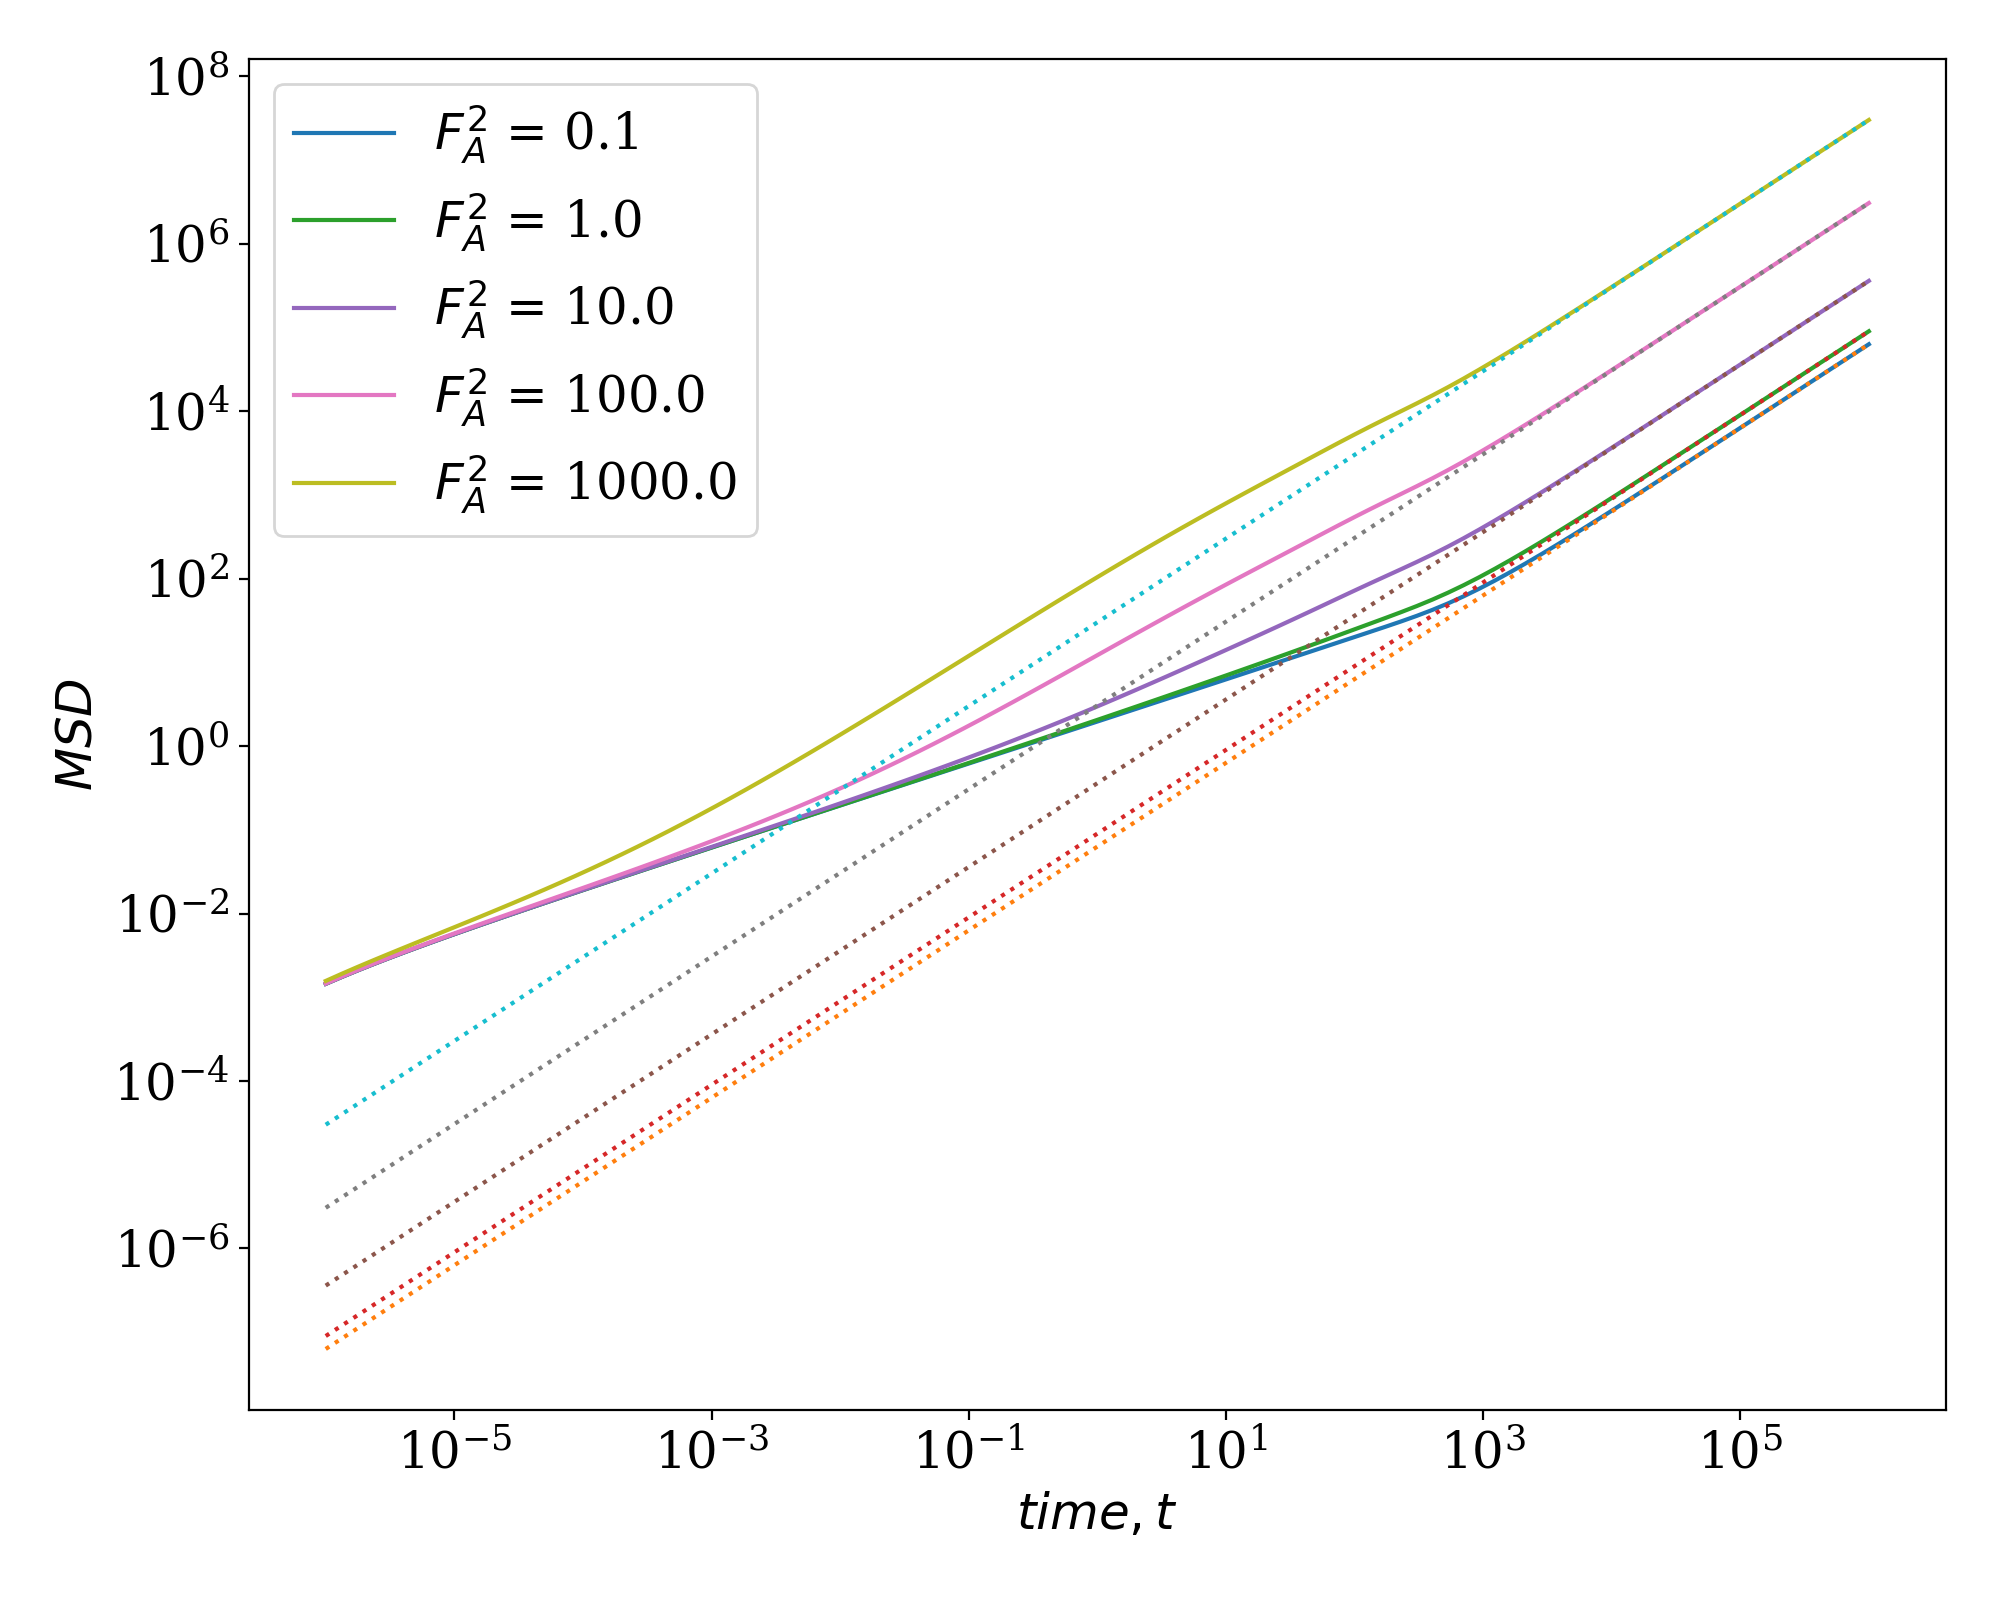 10^8
10^6
10^4
10^2
10^0
10^−2
10^−4
10^−6
MSD
F_A^2 = 0.1
F_A^2 = 1.0
F_A^2 = 10.0
F_A^2 = 100.0
F_A^2 = 1000.0
10^−5 10^−3 10^−1 10^1 10^3 10^5
time, t